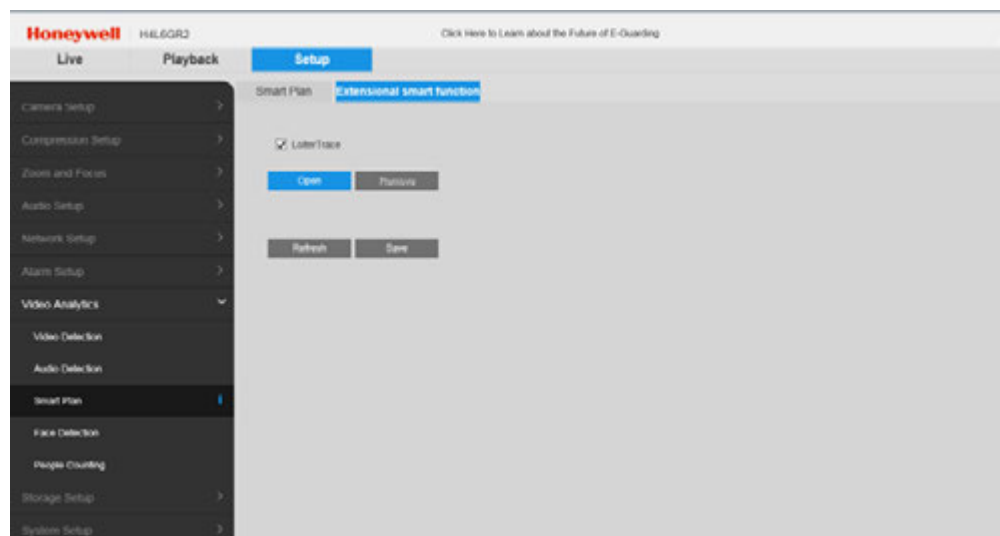 Honeywell H4L6GR2 Click Here to Learn about the Future of E-Guarding
Live Playback Setup
Smart Plan Extensional smart function
Camera Setup
LoiterTrace
Compression Setup
Zoom and Focus
Open Remove
Audio Setup
Network Setup
Refresh Save
Alarm Setup
Video Analytics
Video Detection
Audio Detection
Smart Plan
Face Detection
People Counting
Storage Setup
System Setup